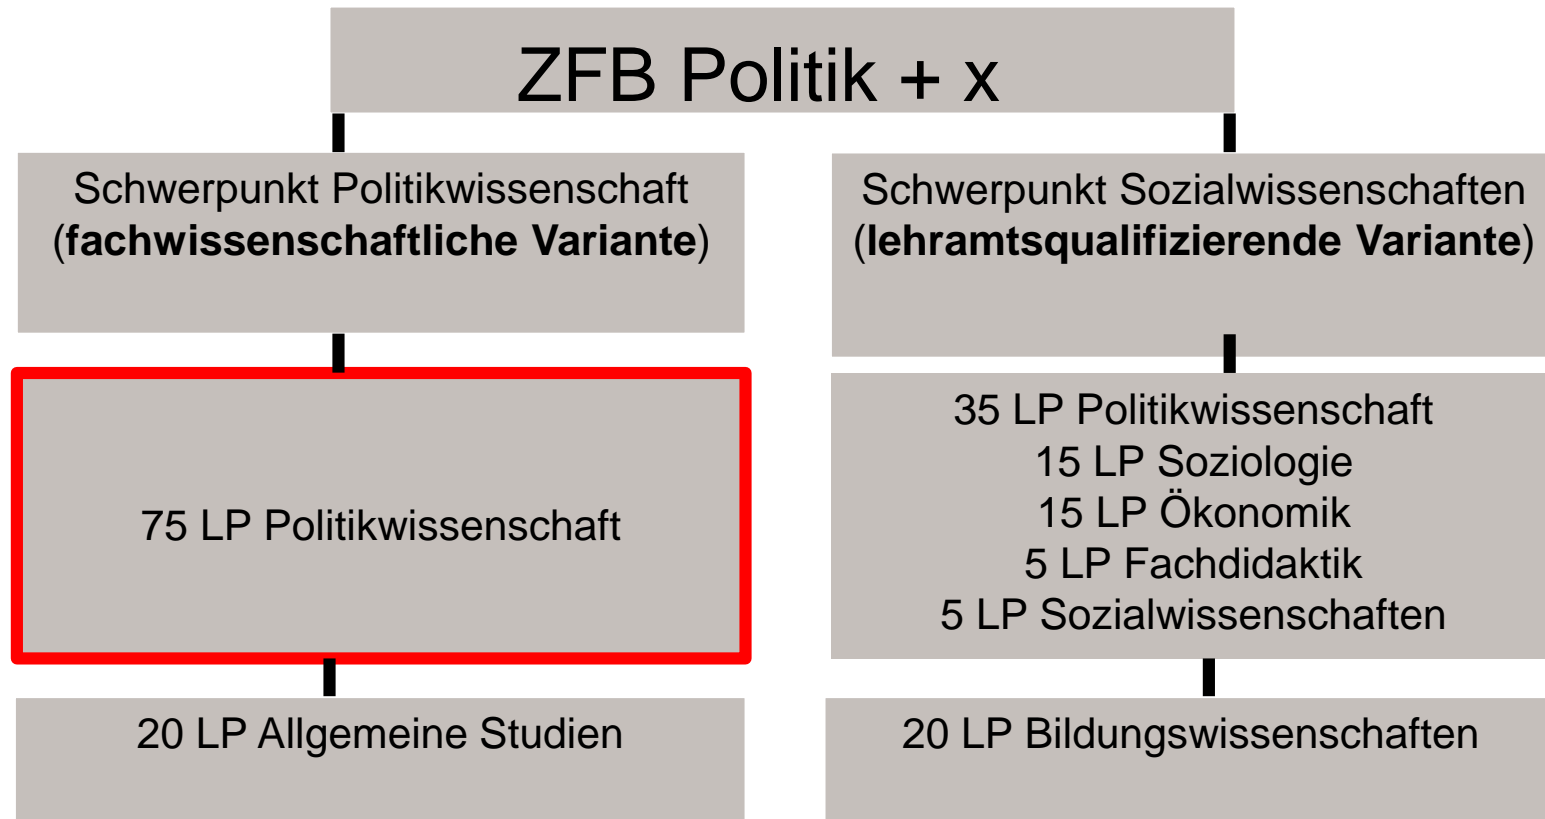 ZFB Politik + x
Schwerpunkt Politikwissenschaft
(fachwissenschaftliche Variante)
Schwerpunkt Sozialwissenschaften
(lehramtsqualifizierende Variante)
75 LP Politikwissenschaft
35 LP Politikwissenschaft
15 LP Soziologie
15 LP Ökonomik
5 LP Fachdidaktik
5 LP Sozialwissenschaften
20 LP Allgemeine Studien
20 LP Bildungswissenschaften